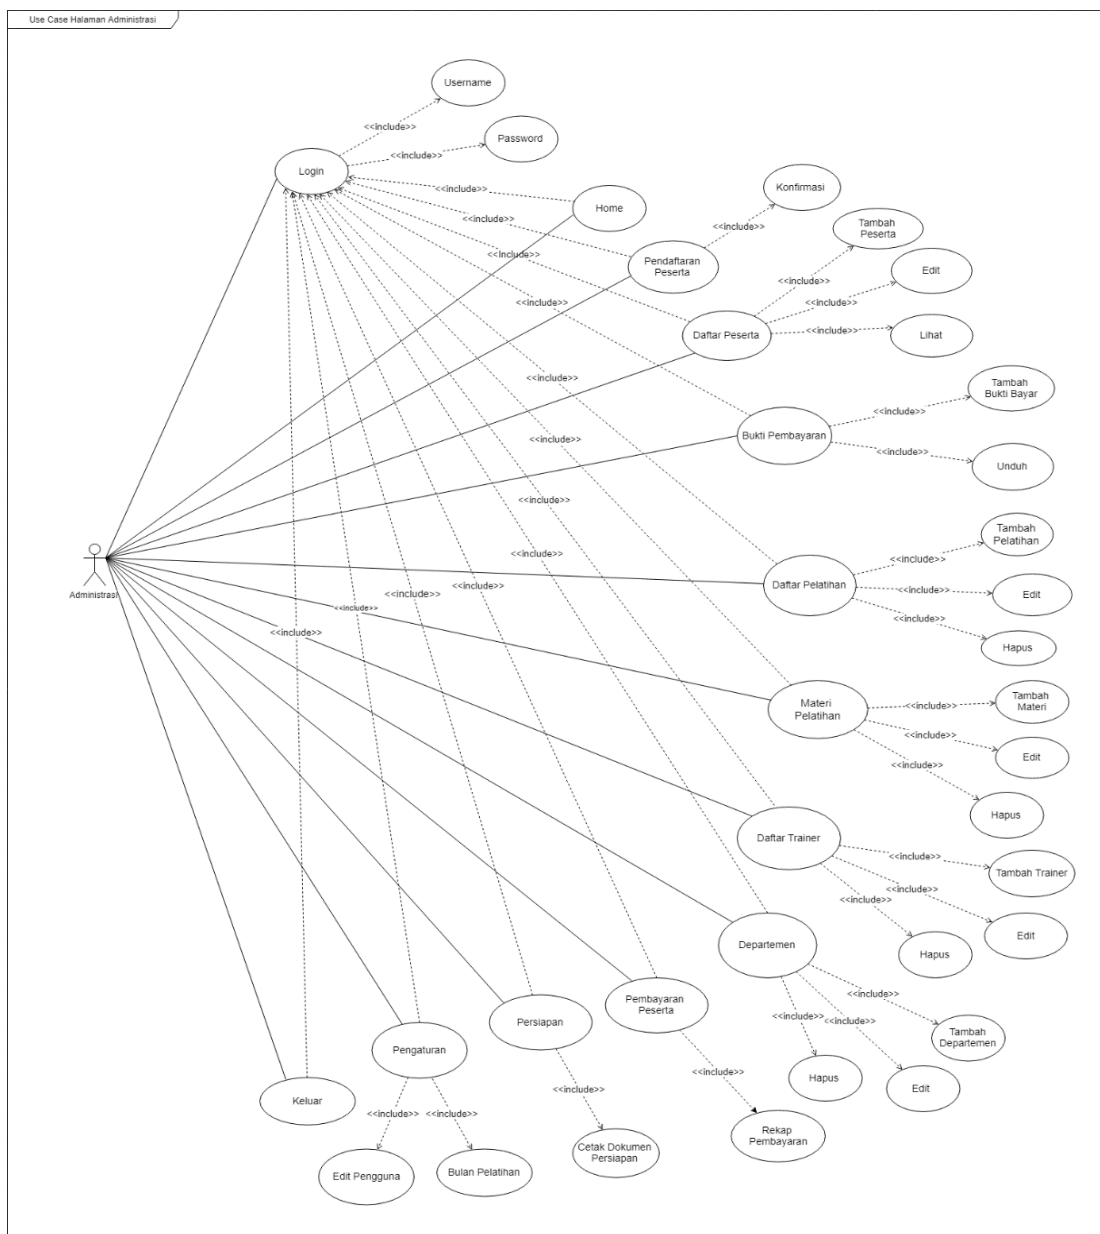 Use Case Halaman Administrasi
Username
<<include>>
Password
<<include>>
Login
Konfirmasi
<<include>>
Home
<<include>>
Tambah
Peserta
<<include>>
Pendaftaran
Peserta
<<include>>
<<include>>
Edit
<<include>>
<<include>>
<<include>>
Daftar Peserta
<<include>>
Lihat
<<include>>
Tambah
Bukti Bayar
<<include>>
Bukti Pembayaran
<<include>>
<<include>>
Unduh
<<include>>
Tambah
Pelatihan
<<include>>
<<include>>
Administrasi
Daftar Pelatihan
<<include>>
Edit
<<include>>
<<include>>
<<include>>
<<include>>
<<include>>
Hapus
Materi
Pelatihan
<<include>>
Tambah
Materi
<<include>>
Edit
<<include>>
Hapus
Daftar Trainer
<<include>>
Tambah Trainer
<<include>>
<<include>>
Edit
Hapus
Departemen
<<include>>
<<include>>
<<include>>
Tambah
Departemen
Hapus
Edit
Pembayaran
Peserta
<<include>>
Rekap
Pembayaran
Persiapan
<<include>>
Cetak Dokumen
Persiapan
Pengaturan
<<include>>
<<include>>
Edit Pengguna
Bulan Pelatihan
Keluar